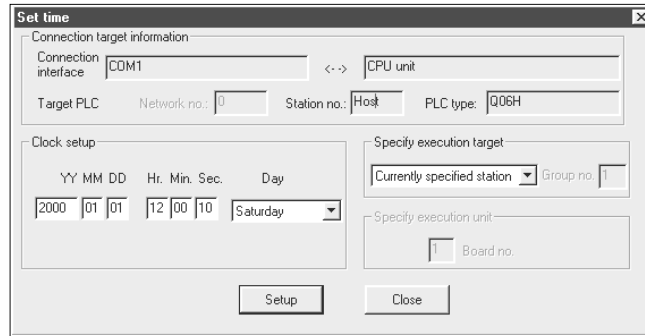 Set time
Connection target information
Connection interface COM1 <--> CPU unit
Target PLC Network no.: 0 Station no.: Host PLC type: Q06H
Clock setup
YY MM DD Hr. Min. Sec. Day
2000 01 01 12 00 10 Saturday
Specify execution target
Currently specified station Group no. 1
Specify execution unit
1 Board no.
Setup Close